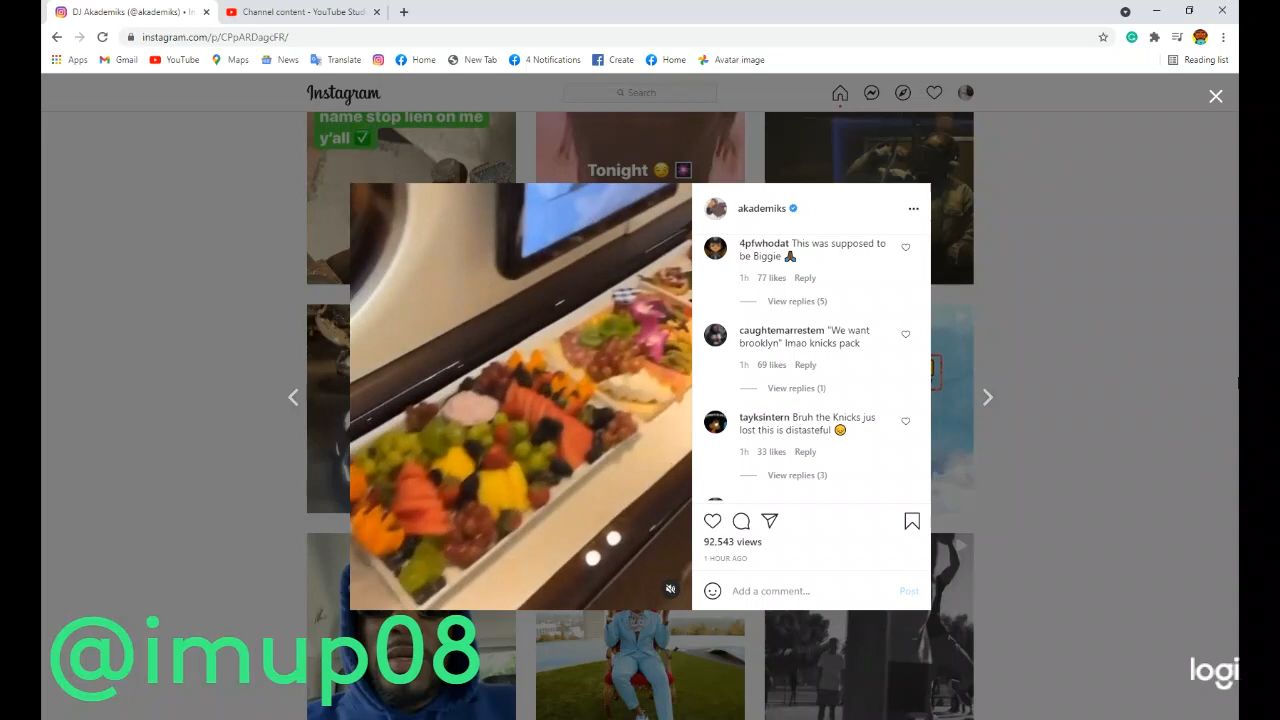 DJ Akademiks (@akademiks) • In
Channel content - YouTube Studi
instagram.com/p/CPpARDagcFR/
Apps
Gmail
YouTube
Maps
News
Translate
Home
New Tab
4 Notifications
Create
Home
Avatar image
Reading list
Instagram
Search
name stop lien on me
y'all
Tonight
akademiks
4pfwhodat This was supposed to
be Biggie
1h 77 likes Reply
View replies (5)
caughtemarrestem "We want
brooklyn" lmao knicks pack
1h 69 likes Reply
View replies (1)
tayksintern Bruh the Knicks jus
lost this is distasteful
1h 33 likes Reply
View replies (3)
92,543 views
1 HOUR AGO
Add a comment...
Post
@imup08
logi